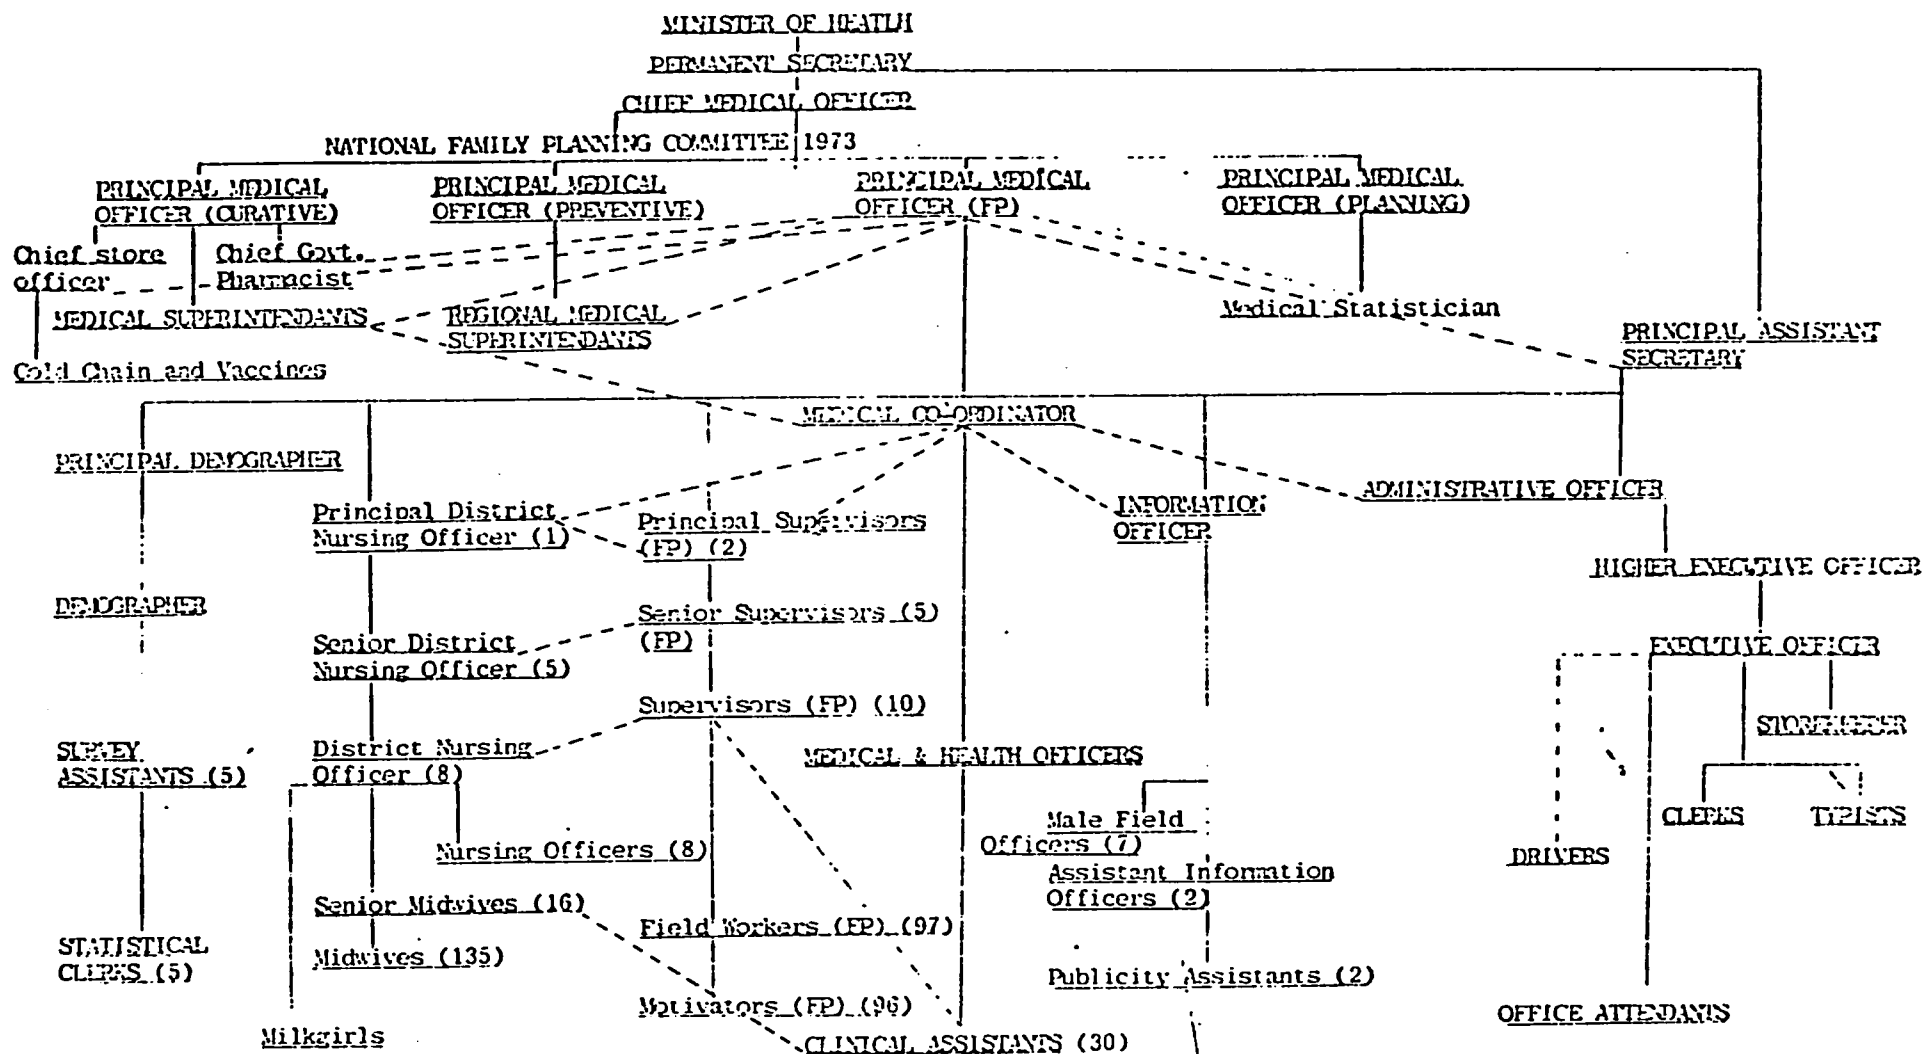 MINISTER OF HEATLH
PERMANENT SECRETARY
CHIEF MEDICAL OFFICER
NATIONAL FAMILY PLANNING COMMITTEE 1973
PRINCIPAL MEDICAL
OFFICER (CURATIVE)
PRINCIPAL MEDICAL
OFFICER (PREVENTIVE)
PRINCIPAL MEDICAL
OFFICER (FP)
PRINCIPAL MEDICAL
OFFICER (PLANNING)
Chief store
officer
Chief Govt.
Pharmacist
MEDICAL SUPERINTENDANTS
REGIONAL MEDICAL
SUPERINTENDANTS
Medical Statistician
PRINCIPAL ASSISTANT
SECRETARY
Cold Chain and Vaccines
MEDICAL CO-ORDINATOR
PRINCIPAL DEMOGRAPHER
Principal District
Nursing Officer (1)
Principal Supervisors
(FP) (2)
INFORMATION
OFFICER
ADMINISTRATIVE OFFICER
HIGHER EXECUTIVE OFFICER
DEMOGRAPHER
Senior District
Nursing Officer (5)
Senior Supervisors (5)
(FP)
EXECUTIVE OFFICER
Supervisors (FP) (10)
STOREKEEPER
SURVEY
ASSISTANTS (5)
District Nursing
Officer (8)
MEDICAL & HEALTH OFFICERS
CLERKS
TYPISTS
Male Field
Officers (7)
Nursing Officers (8)
DRIVERS
Assistant Information
Officers (2)
Senior Midwives (16)
Field Workers (FP) (97)
STATISTICAL
CLERKS (5)
Midwives (135)
Publicity Assistants (2)
Motivators (FP) (96)
OFFICE ATTENDANTS
Milkgirls
CLINICAL ASSISTANTS (30)